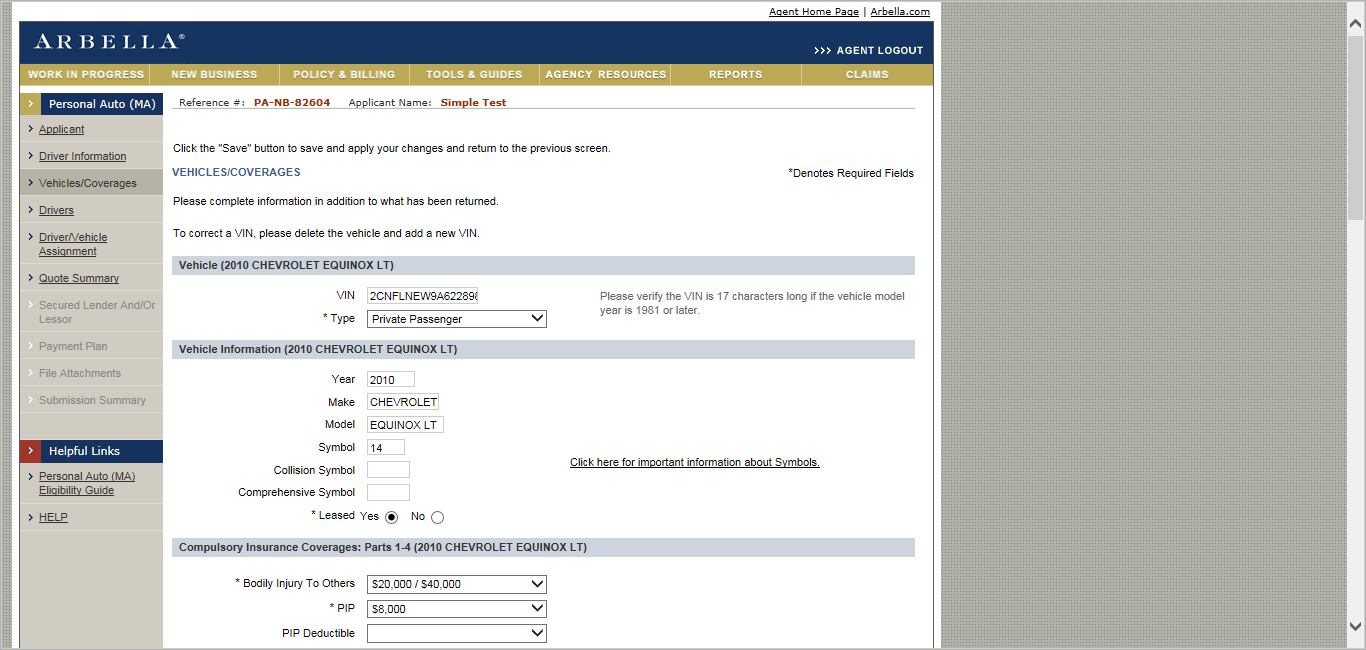 Agent Home Page | Arbella.com
ARBELLA®
>>> AGENT LOGOUT
WORK IN PROGRESS NEW BUSINESS POLICY & BILLING TOOLS & GUIDES AGENCY RESOURCES REPORTS CLAIMS
Personal Auto (MA)
Applicant
Driver Information
Vehicles/Coverages
Drivers
Driver/Vehicle
Assignment
Quote Summary
Secured Lender And/Or
Lessor
Payment Plan
File Attachments
Submission Summary
Helpful Links
Personal Auto (MA)
Eligibility Guide
HELP
Reference #: PA-NB-82604 Applicant Name: Simple Test
Click the "Save" button to save and apply your changes and return to the previous screen.
VEHICLES/COVERAGES
*Denotes Required Fields
Please complete information in addition to what has been returned.
To correct a VIN, please delete the vehicle and add a new VIN.
Vehicle (2010 CHEVROLET EQUINOX LT)
VIN 2CNFLNEW9A622898
Please verify the VIN is 17 characters long if the vehicle model
year is 1981 or later.
* Type Private Passenger
Vehicle Information (2010 CHEVROLET EQUINOX LT)
Year 2010
Make CHEVROLET
Model EQUINOX LT
Symbol 14
Click here for important information about Symbols.
Collision Symbol
Comprehensive Symbol
* Leased Yes No
Compulsory Insurance Coverages: Parts 1-4 (2010 CHEVROLET EQUINOX LT)
* Bodily Injury To Others $20,000 / $40,000
* PIP $8,000
PIP Deductible